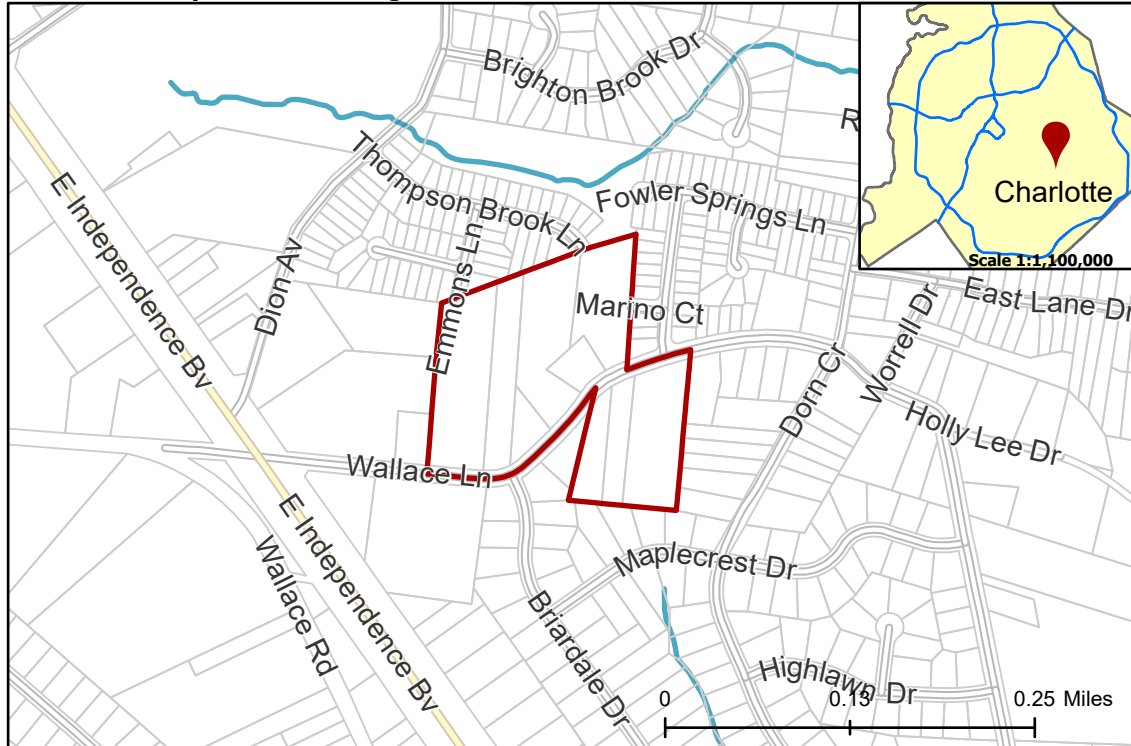 Brighton Brook Dr
R
Charlotte
Scale 1:1,100,000
Thompson Brook Ln
Fowler Springs Ln
E Independence Bv
Dion Av
Emmons Ln
Marino Ct
East Lane Dr
Worrell Dr
Dorn Cr
Holly Lee Dr
Wallace Ln
E Independence Bv
Wallace Rd
Maplecrest Dr
Briardale Dr
Highlawn Dr
0 0.13 0.25 Miles